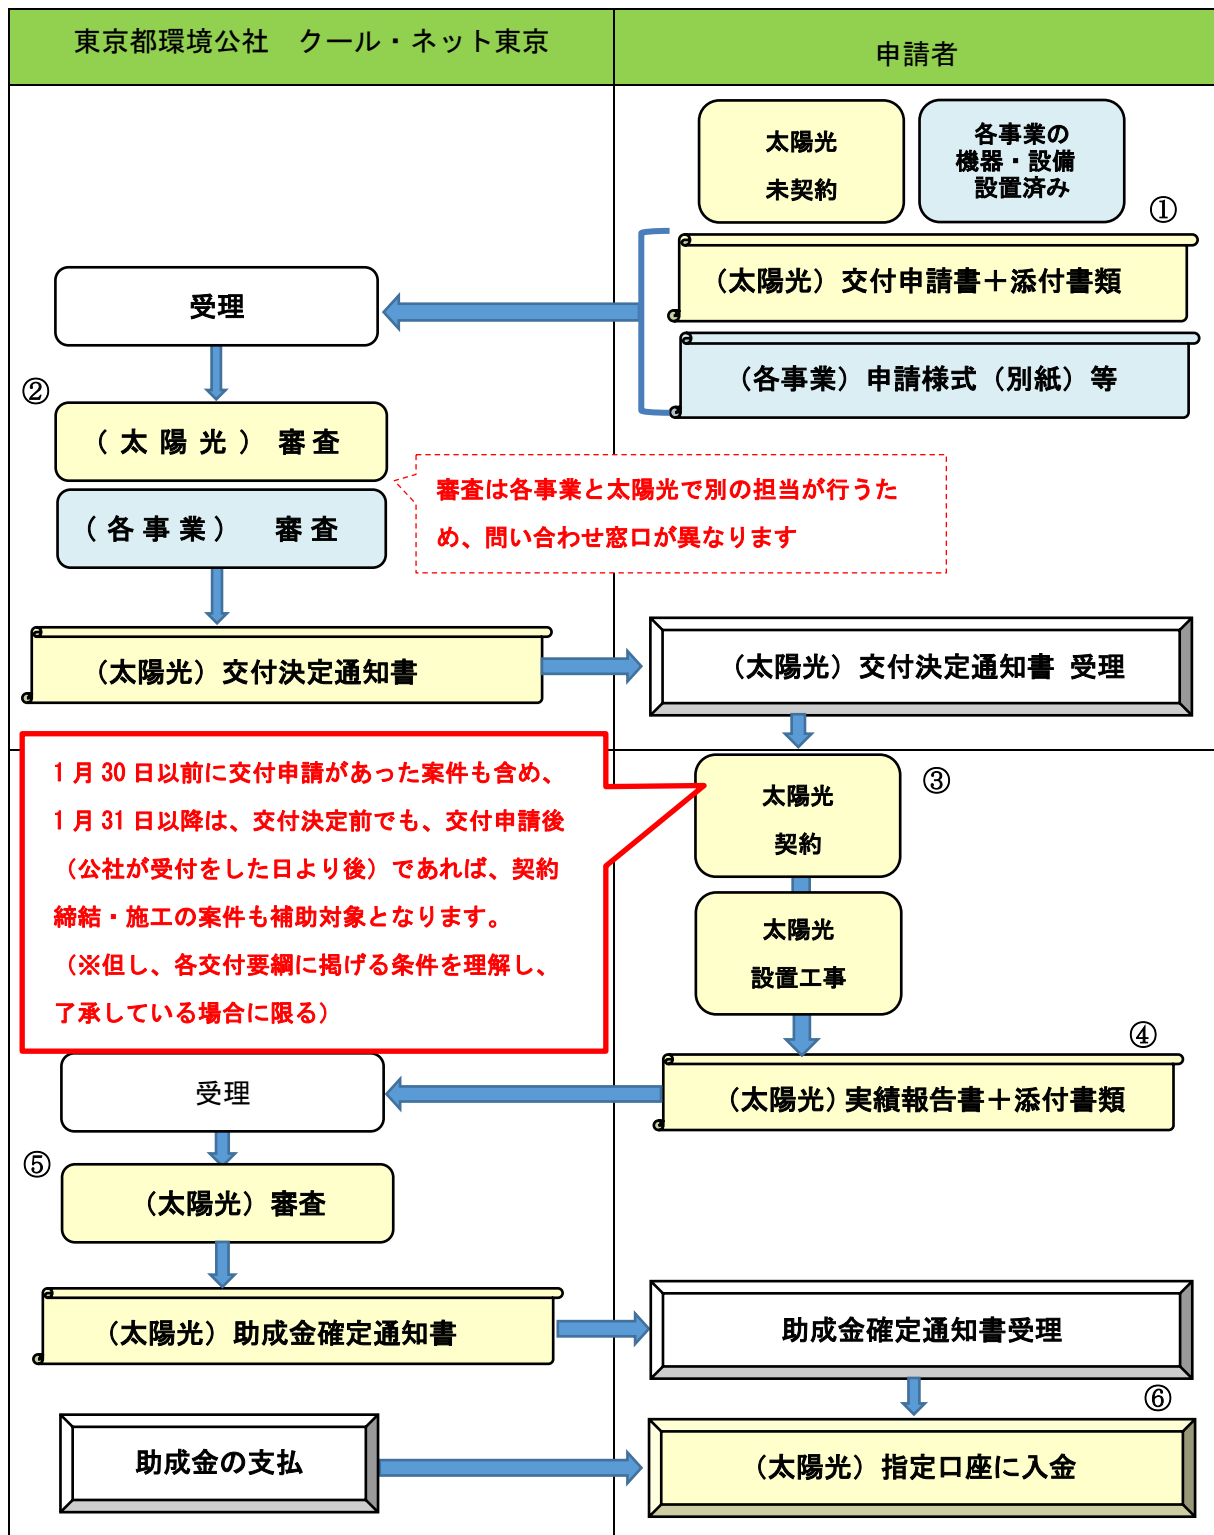 東京都環境公社　クール・ネット東京
申請者
太陽光
未契約
各事業の
機器・設備
設置済み
①
（太陽光）交付申請書＋添付書類
（各事業）申請様式（別紙）等
受理
②
（太陽光）審査
（各事業）　審査
審査は各事業と太陽光で別の担当が行うた
め、問い合わせ窓口が異なります
（太陽光）交付決定通知書
（太陽光）交付決定通知書 受理
1月30日以前に交付申請があった案件も含め、
1月31日以降は、交付決定前でも、交付申請後
（公社が受付をした日より後）であれば、契約
締結・施工の案件も補助対象となります。
（※但し、各交付要綱に掲げる条件を理解し、
了承している場合に限る）
③
太陽光
契約
太陽光
設置工事
④
（太陽光）実績報告書＋添付書類
受理
⑤
（太陽光）審査
（太陽光）助成金確定通知書
助成金確定通知書受理
⑥
助成金の支払
（太陽光）指定口座に入金